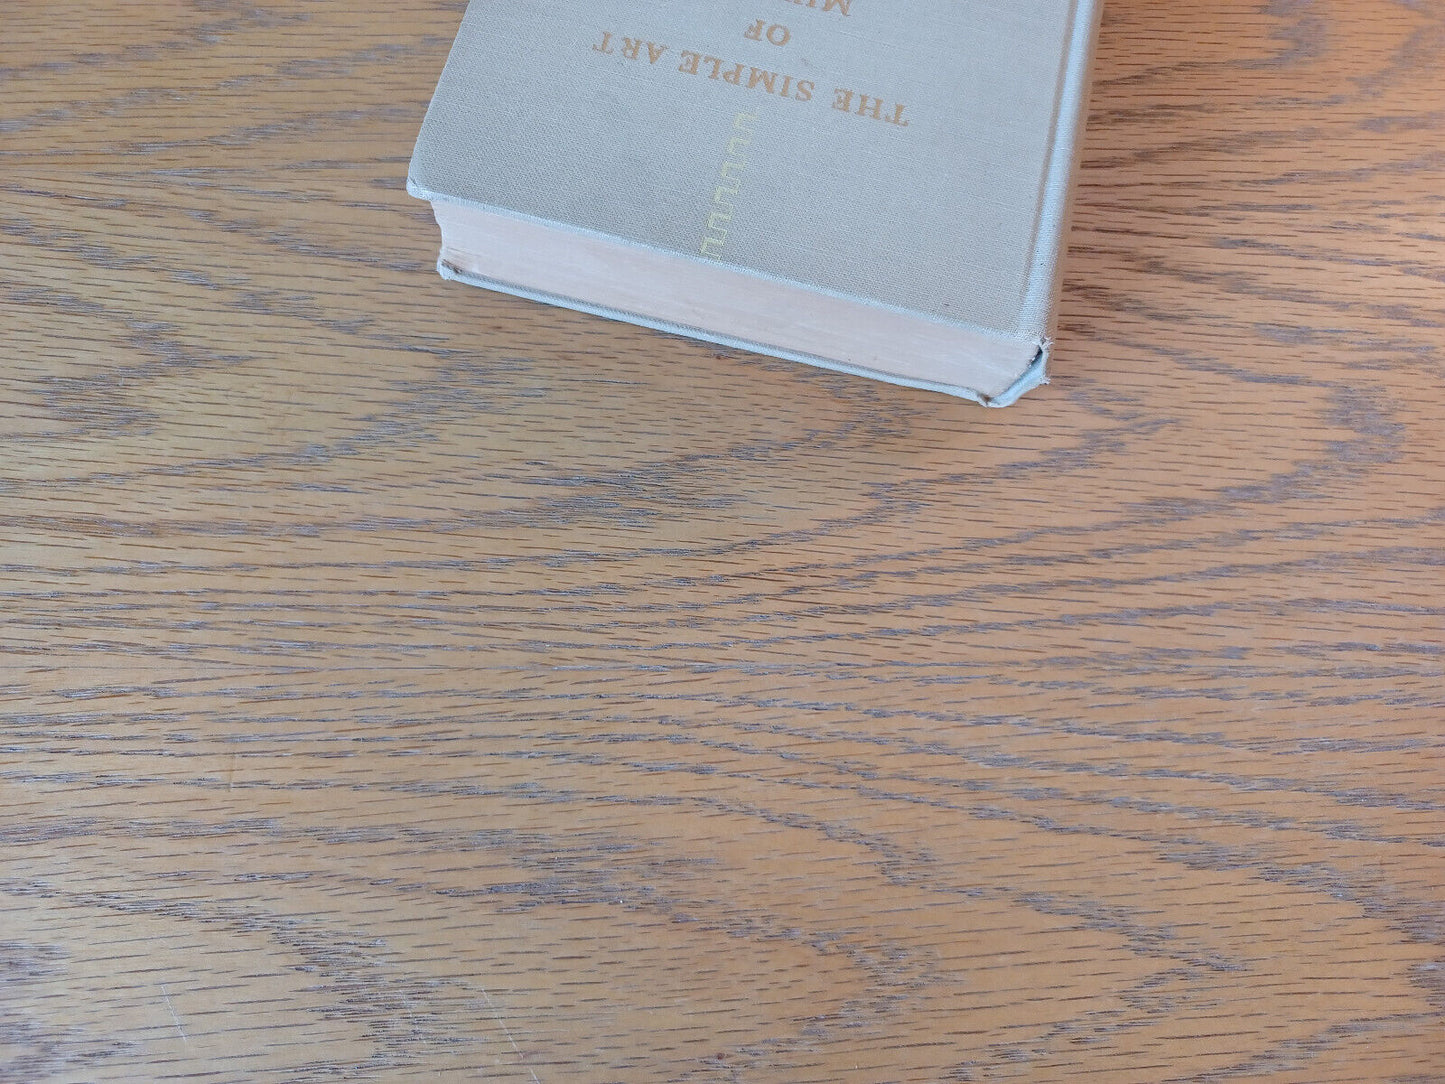 THE SIMPLE ART
OF